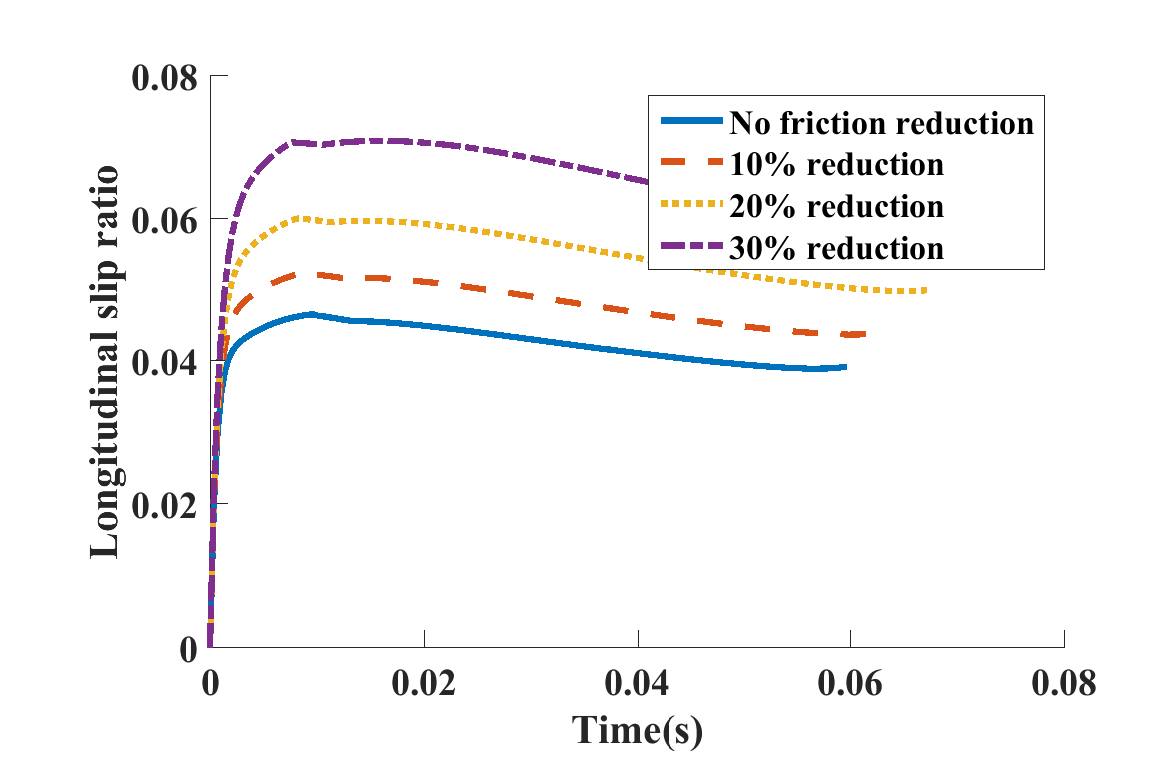 0.08
0.06
0.04
0.02
0
Longitudinal slip ratio
No friction reduction
10% reduction
20% reduction
30% reduction
0
0.02
0.04
0.06
0.08
Time(s)